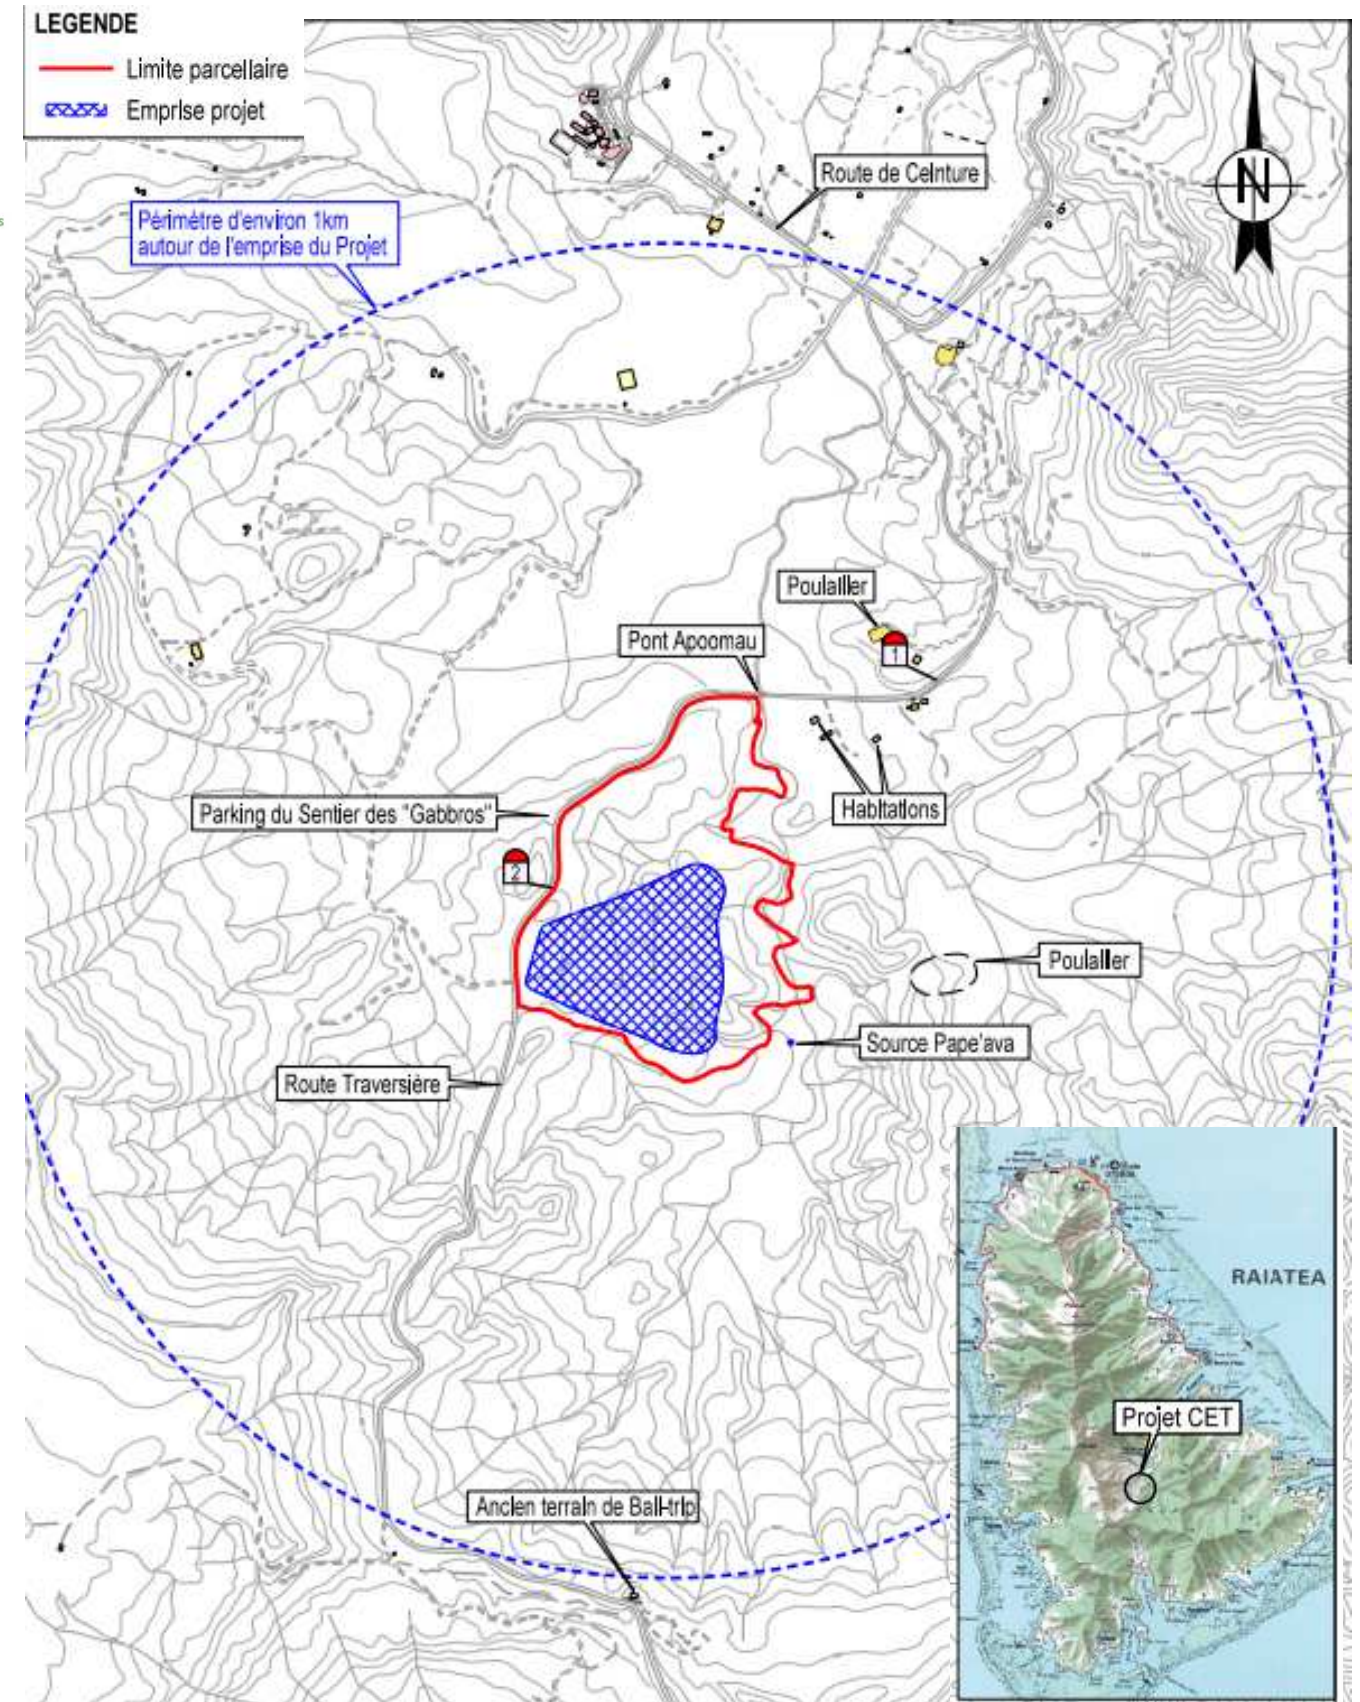 LEGENDE
Limite parcellaire
Emprise projet
Route de Ceinture
N
Périmètre d'environ 1km
autour de l'emprise du Projet
s
Poulailler
Pont Apoomau
1
Parking du Sentier des "Gabbros"
Habitations
2
Poulailler
Source Pape'ava
Route Traversière
RAIATEA
Projet CET
Ancien terrain de Ball-trip